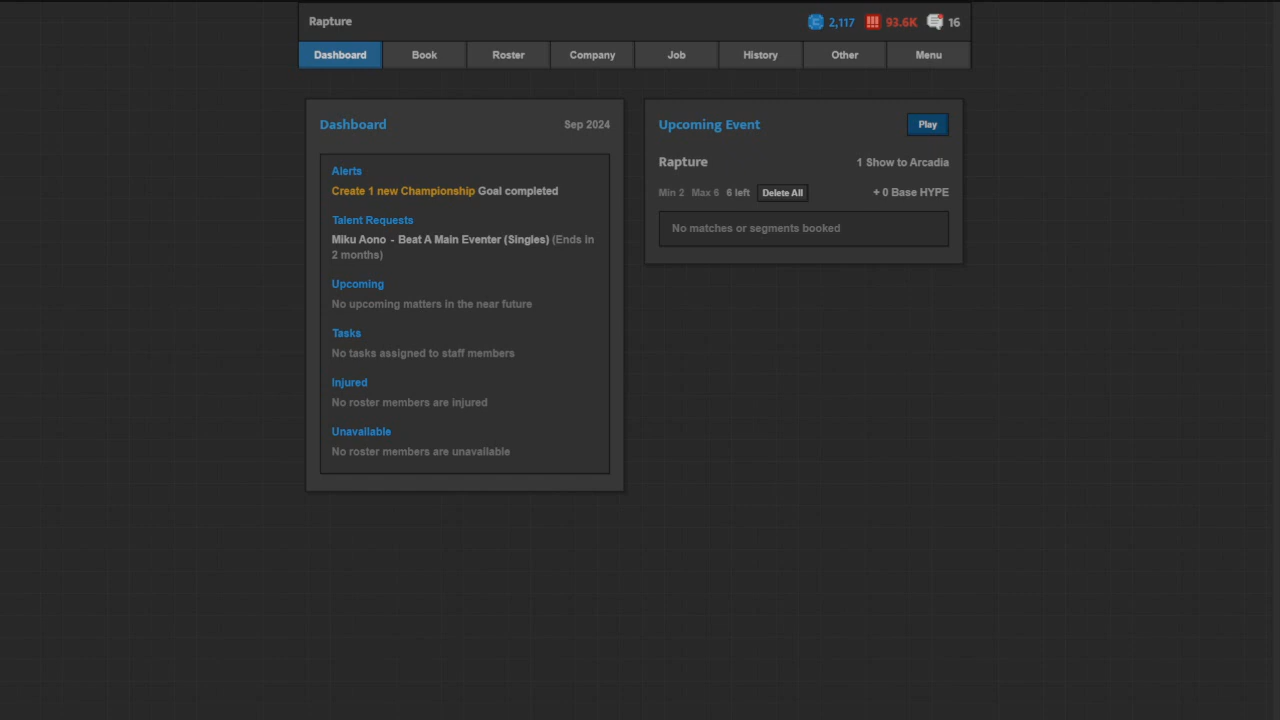 Rapture
2,117
93.6K
16
Dashboard
Book
Roster
Company
Job
History
Other
Menu
Dashboard
Sep 2024
Alerts
Create 1 new Championship Goal completed
Talent Requests
Miku Aono - Beat A Main Eventer (Singles) (Ends in
2 months)
Upcoming
No upcoming matters in the near future
Tasks
No tasks assigned to staff members
Injured
No roster members are injured
Unavailable
No roster members are unavailable
Upcoming Event
Play
Rapture
1 Show to Arcadia
Min 2 Max 6 6 left Delete All
+ 0 Base HYPE
No matches or segments booked